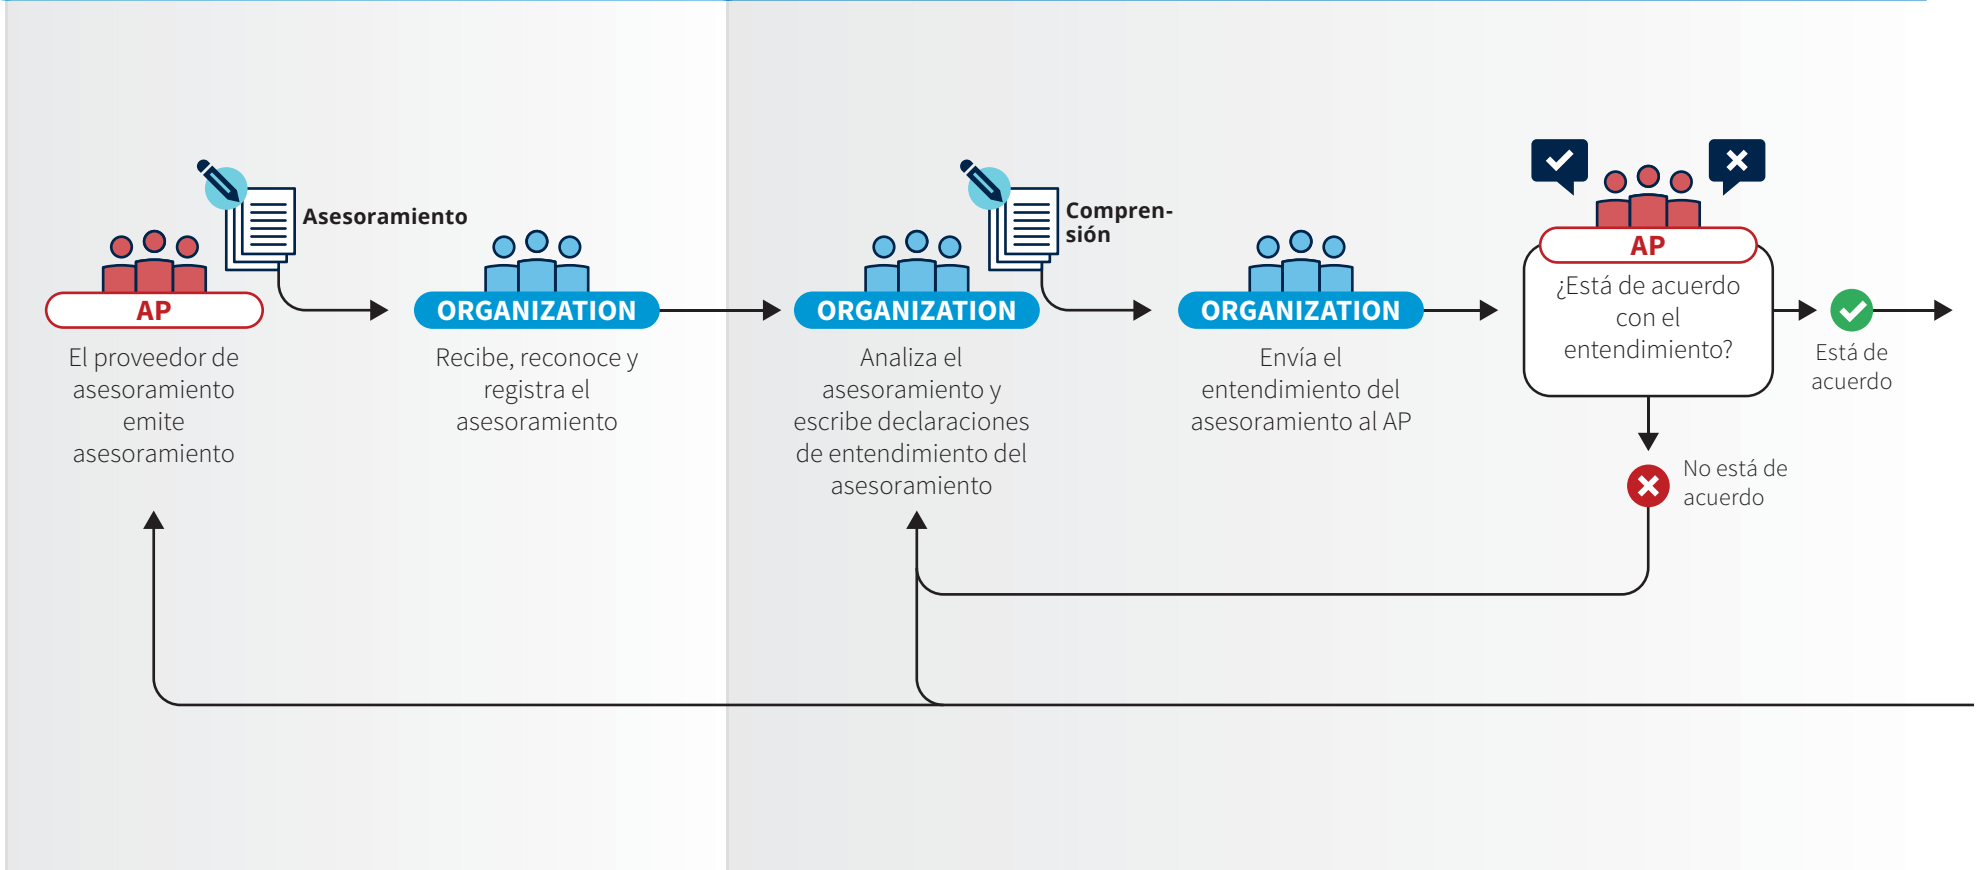 Asesoramiento
AP
El proveedor de
asesoramiento
emite
asesoramiento
ORGANIZATION
Recibe, reconoce y
registra el
asesoramiento
ORGANIZATION
Analiza el
asesoramiento y
escribe declaraciones
de entendimiento del
asesoramiento
Compren-
sión
ORGANIZATION
Envía el
entendimiento del
asesoramiento al AP
AP
¿Está de acuerdo
con el
entendimiento?
Está de
acuerdo
No está de
acuerdo